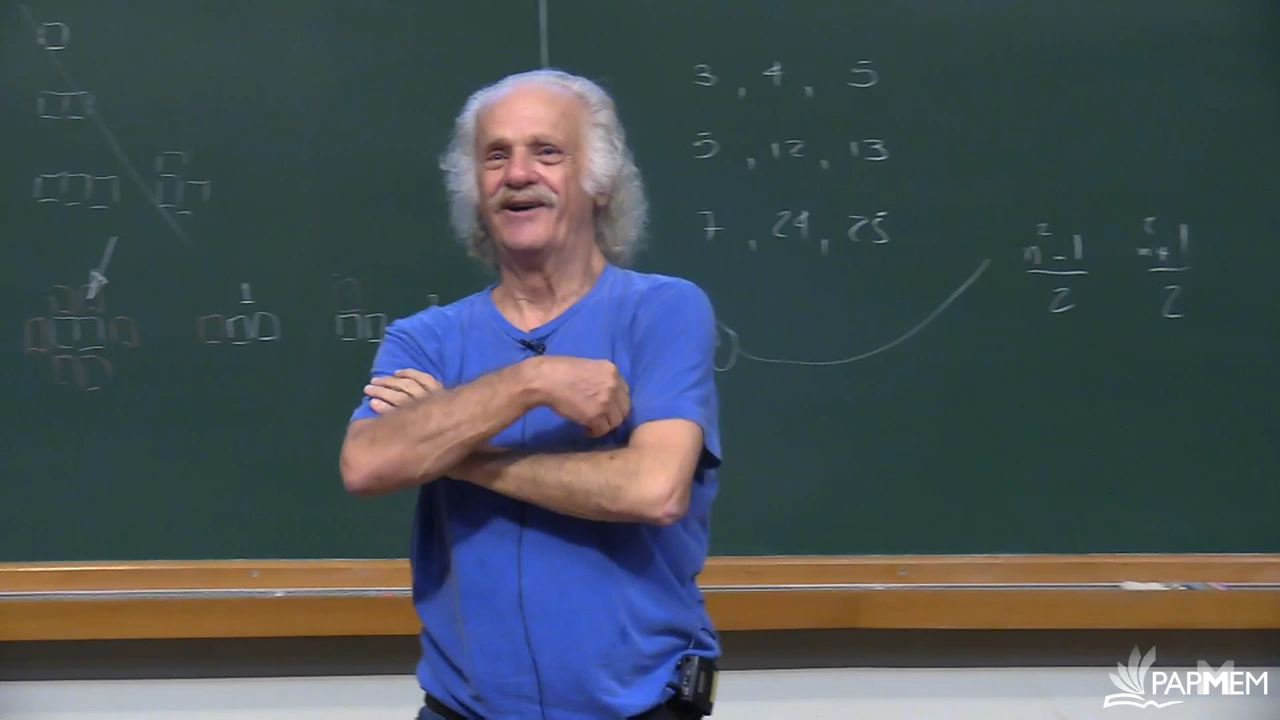 3 , 4 , 5
5 , 12 , 13
7 , 24 , 25
n² - 1 / 2
n² + 1 / 2
1
PAPMEM